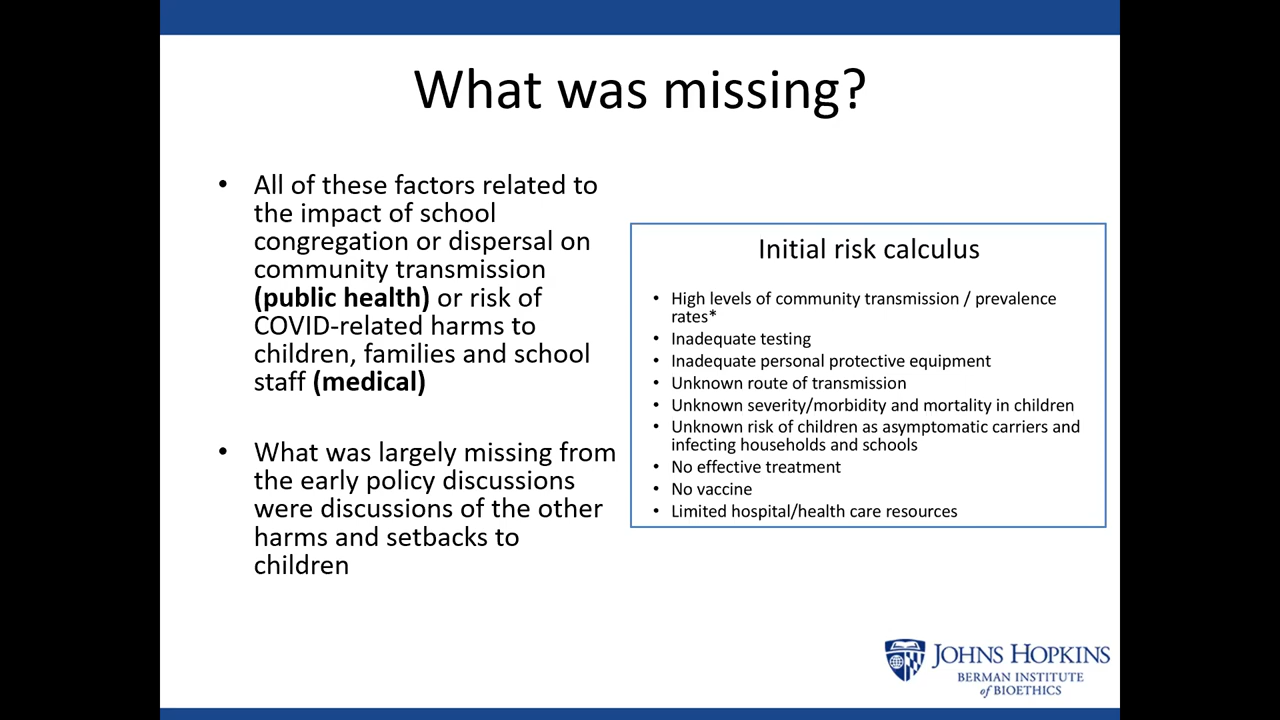 What was missing?
• All of these factors related to
the impact of school
congregation or dispersal on
community transmission
(public health) or risk of
COVID-related harms to
children, families and school
staff (medical)
• What was largely missing from
the early policy discussions
were discussions of the other
harms and setbacks to
children
Initial risk calculus
• High levels of community transmission / prevalence
rates*
• Inadequate testing
• Inadequate personal protective equipment
• Unknown route of transmission
• Unknown severity/morbidity and mortality in children
• Unknown risk of children as asymptomatic carriers and
infecting households and schools
• No effective treatment
• No vaccine
• Limited hospital/health care resources
JOHNS HOPKINS
BERMAN INSTITUTE
of BIOETHICS